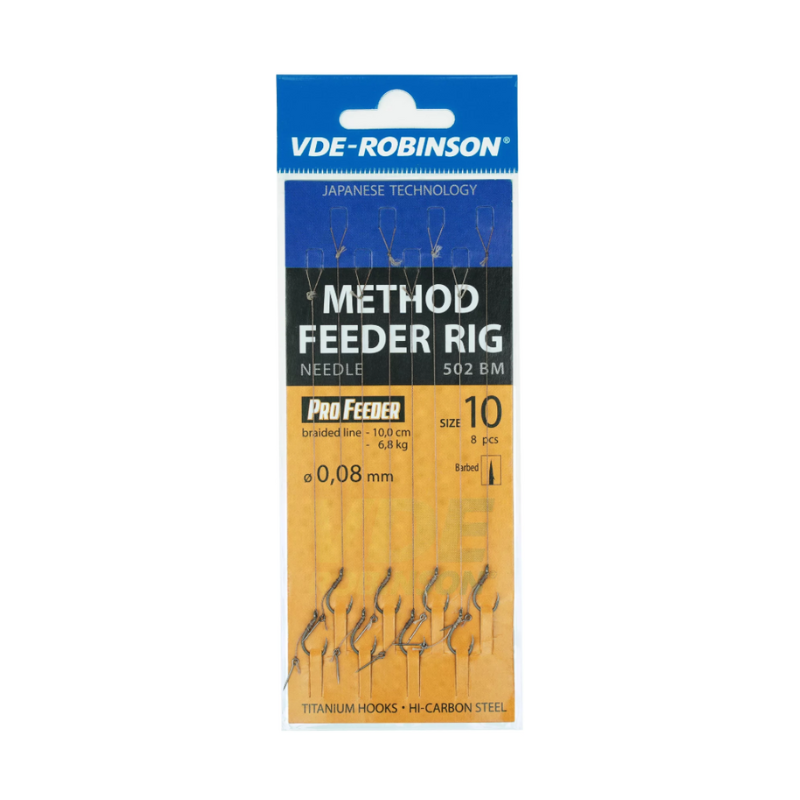 VDE-ROBINSON®
JAPANESE TECHNOLOGY
METHOD
FEEDER RIG
NEEDLE 502 BM
PRO FEEDER
braided line - 10,0 cm
- 6,8 kg
SIZE 10
8 pcs
ø 0,08 mm
Barbed
VDE
TITANIUM HOOKS • HI-CARBON STEEL